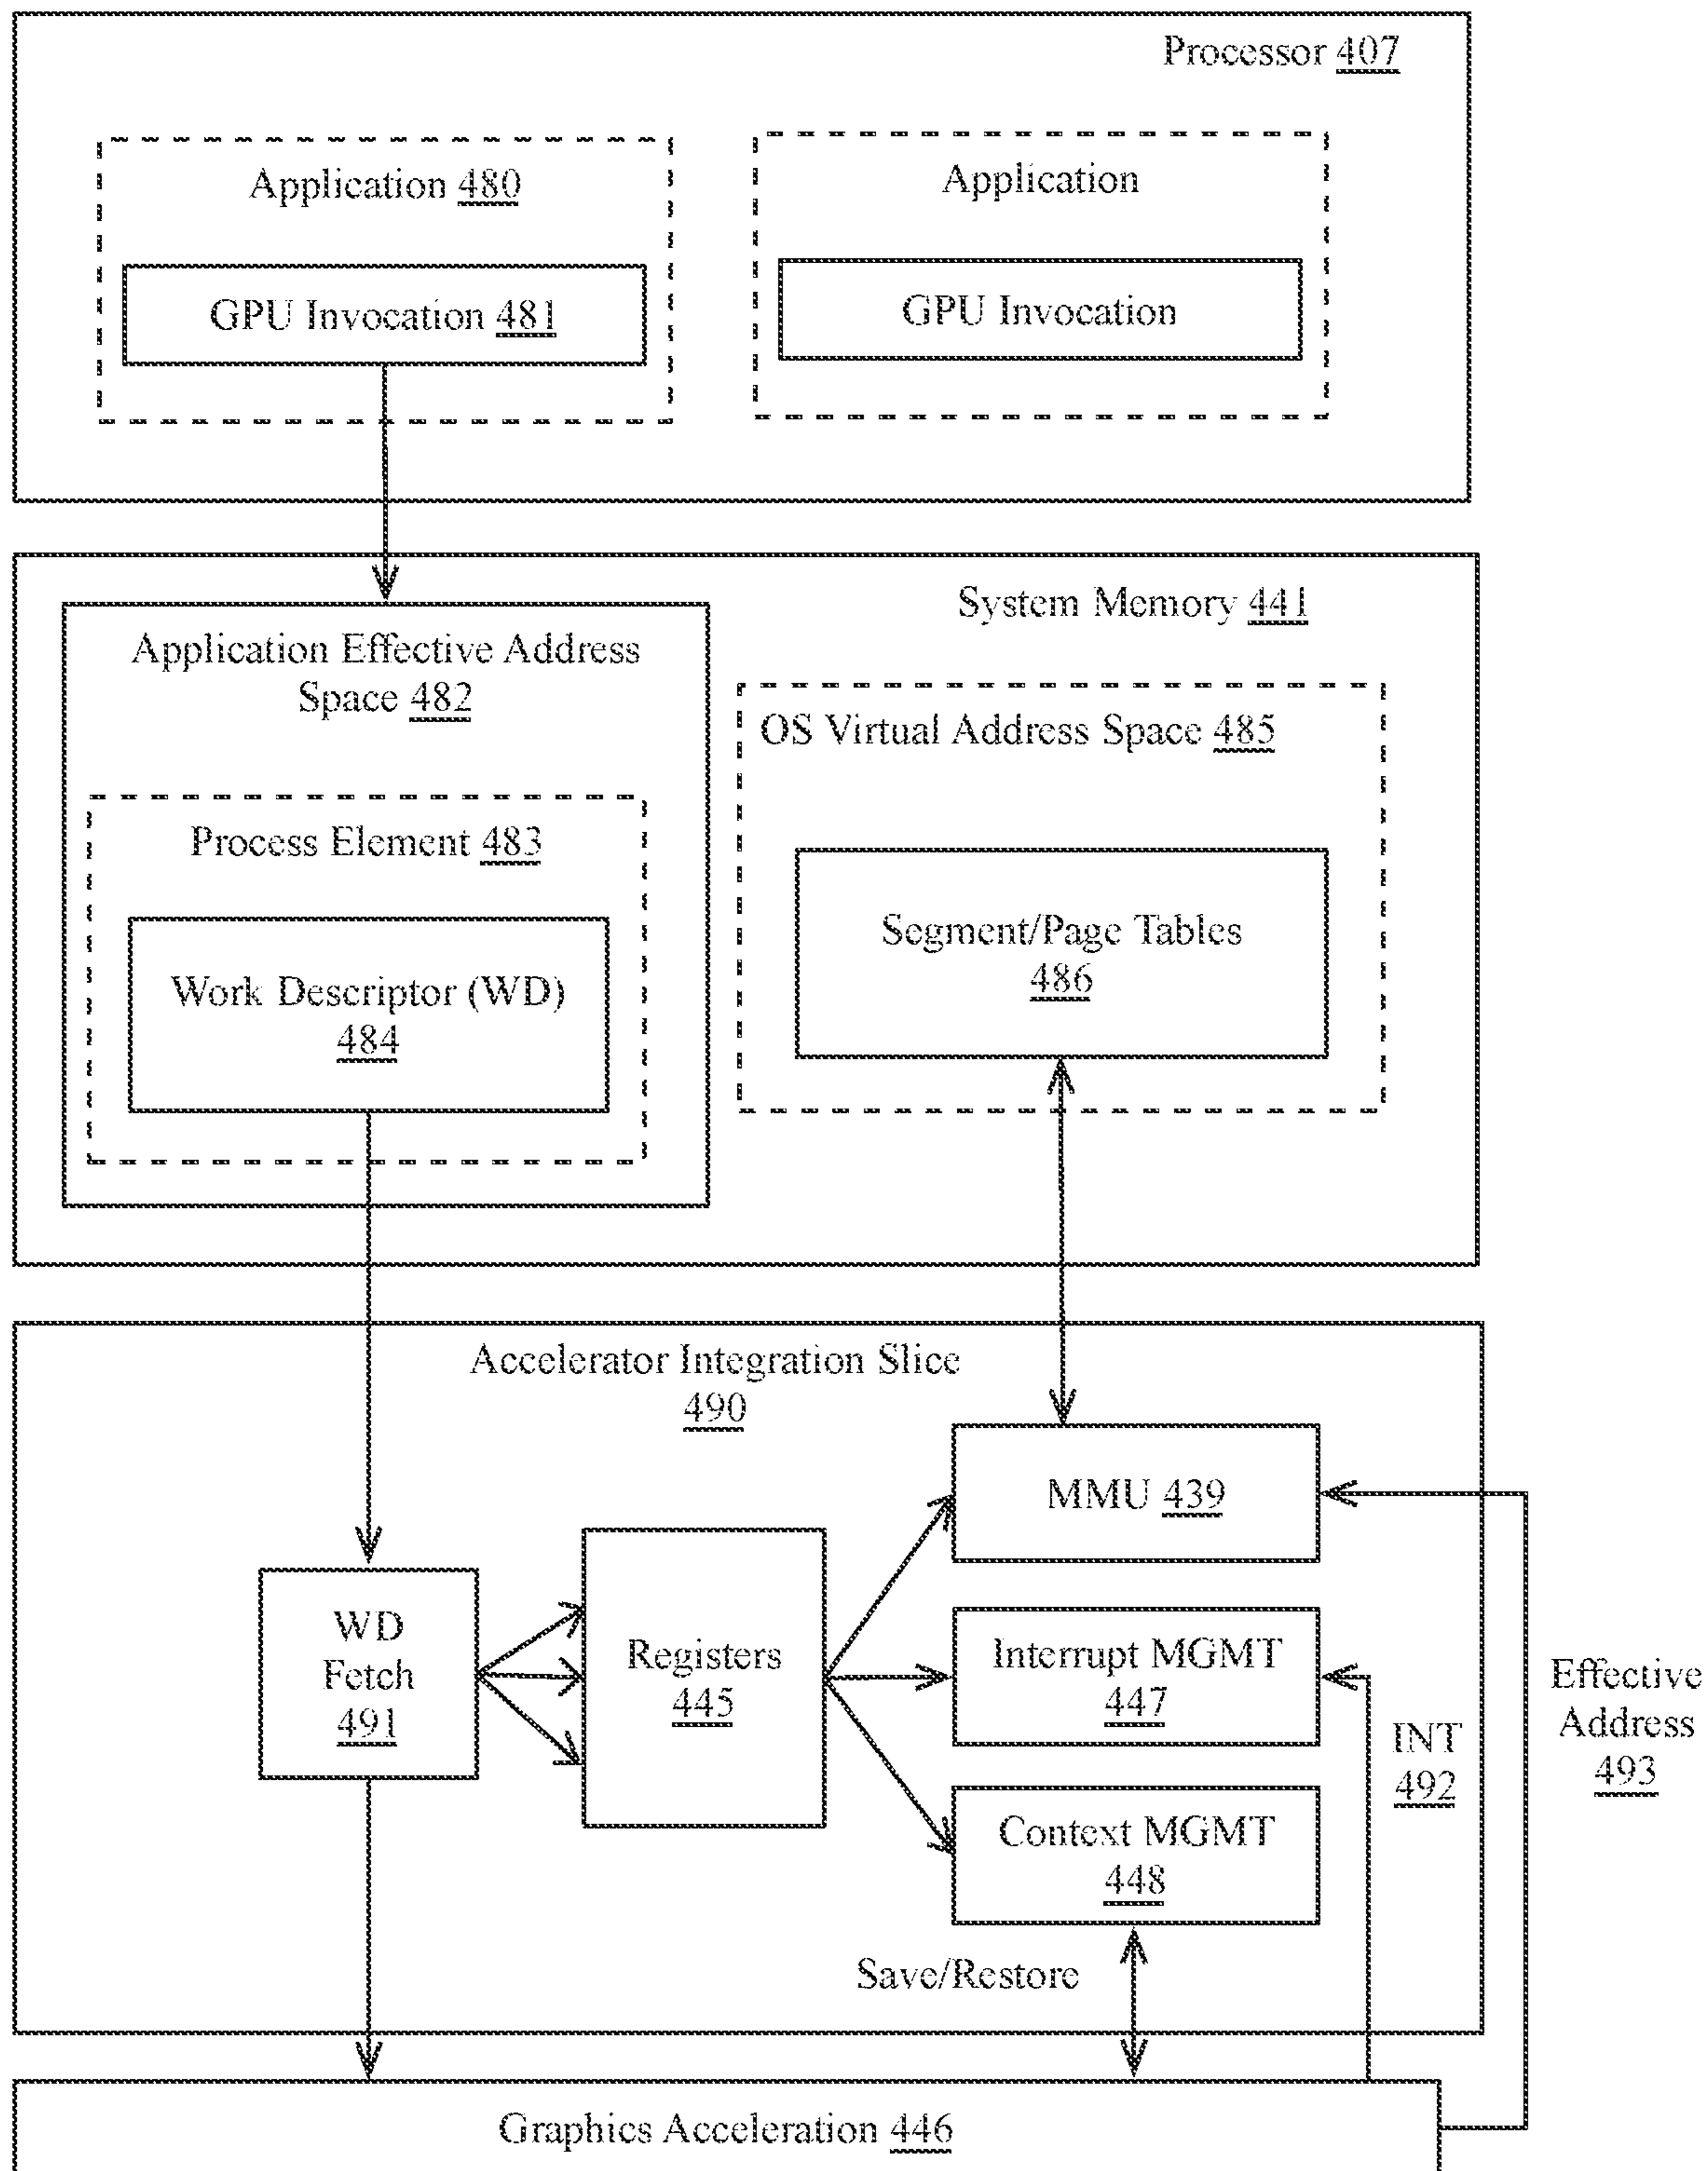 Processor 407
Application 480
Application
GPU Invocation 481
GPU Invocation
System Memory 441
Application Effective Address
Space 482
OS Virtual Address Space 485
Process Element 483
Segment/Page Tables
486
Work Descriptor (WD)
484
Accelerator Integration Slice
490
MMU 439
WD
Fetch
491
Registers
445
Interrupt MGMT
447
Effective
Address
493
INT
492
Context MGMT
448
Save/Restore
Graphics Acceleration 446